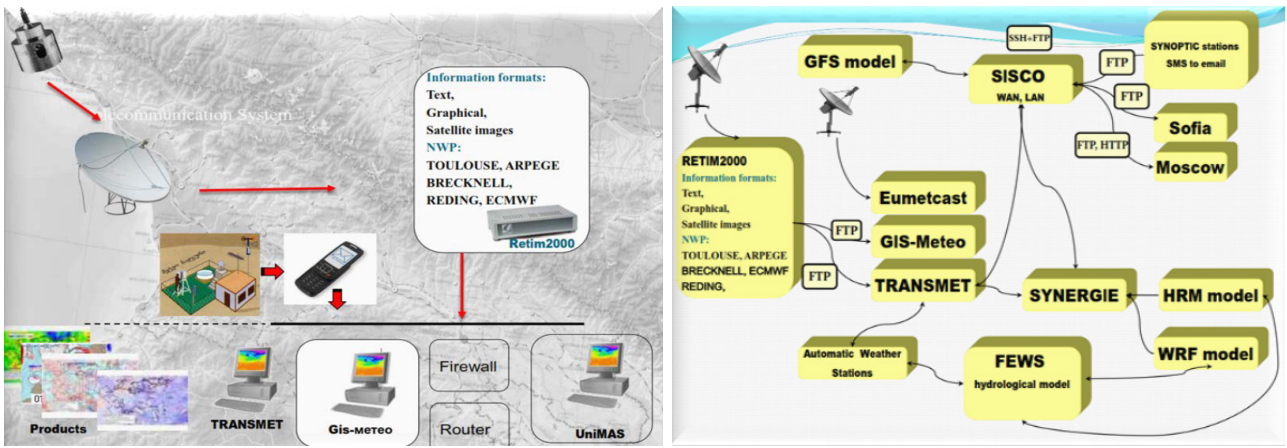 Information formats:
Text,
Graphical,
Satellite images
NWP:
TOULOUSE, ARPEGE
BRECKNELL,
REDING, ECMWF
Retim2000
elecommunication System
Firewall
Router
Products
TRANSMET
Gis-метео
UniMAS
SSH+FTP
GFS model
SISCO
WAN, LAN
FTP
SYNOPTIC stations
SMS to email
FTP
Sofia
FTP, HTTP
Moscow
RETIM2000
Information formats:
Text,
Graphical,
Satellite images
NWP:
TOULOUSE, ARPEGE
BRECKNELL, ECMWF
REDING,
Eumetcast
FTP
GIS-Meteo
FTP
TRANSMET
SYNERGIE
HRM model
Automatic Weather
Stations
FEWS
hydrological model
WRF model